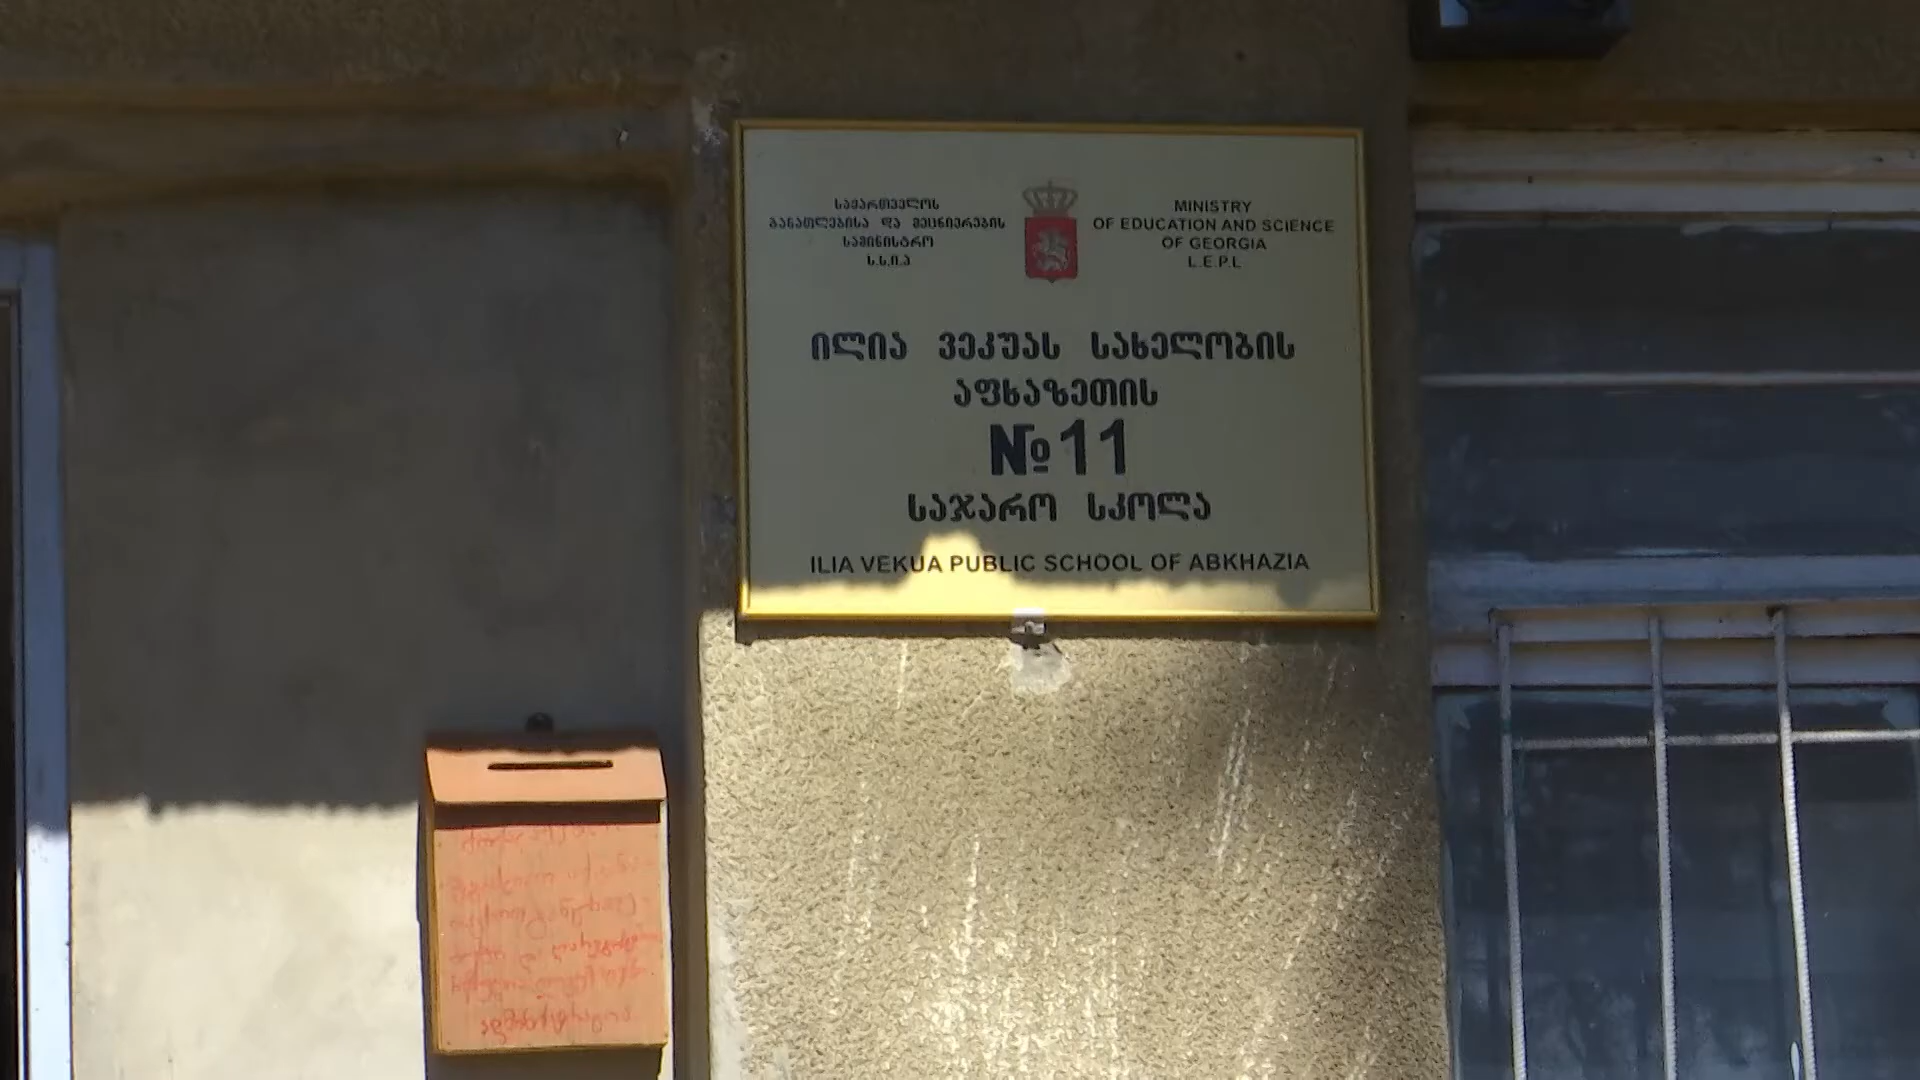 საქართველოს
განათლებისა და მეცნიერების
სამინისტრო
ს.ს.ი.პ
MINISTRY
OF EDUCATION AND SCIENCE
OF GEORGIA
L.E.P.L
ილია ვეკუას სახელობის
აფხაზეთის
№11
საჯარო სკოლა
ILIA VEKUA PUBLIC SCHOOL OF ABKHAZIA